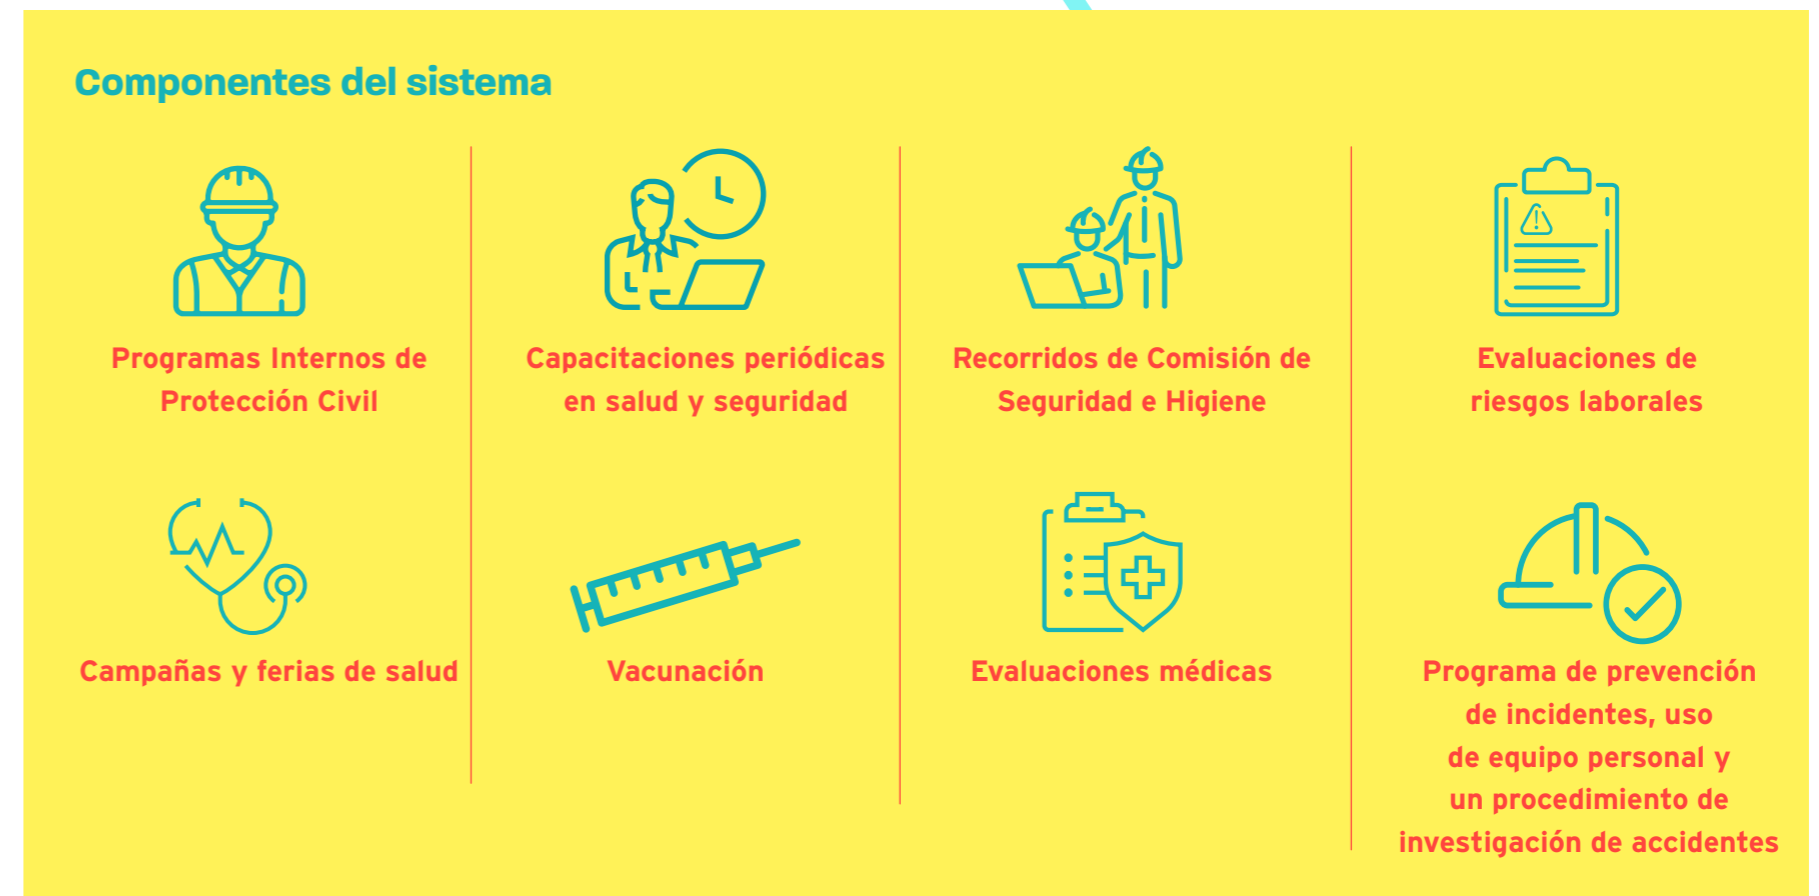 Componentes del sistema
Programas Internos de
Protección Civil
Capacitaciones periódicas
en salud y seguridad
Recorridos de Comisión de
Seguridad e Higiene
Evaluaciones de
riesgos laborales
Campañas y ferias de salud
Vacunación
Evaluaciones médicas
Programa de prevención
de incidentes, uso
de equipo personal y
un procedimiento de
investigación de accidentes